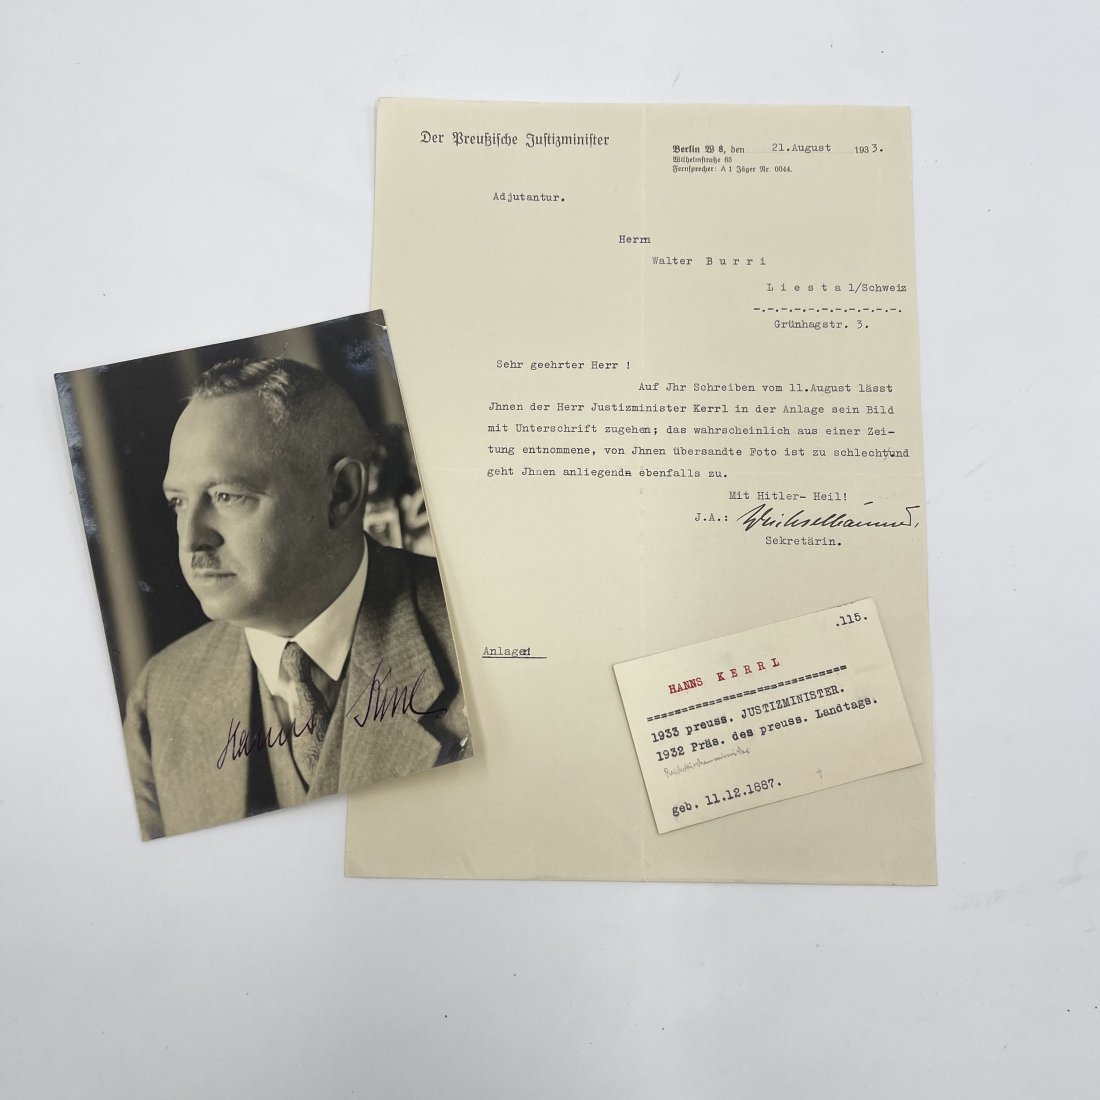 Der Preußische Justizminister
Berlin W 8, den 21.August 1933.
Wilhelmstraße 65
Fernsprecher: A 1 Jäger Nr. 0044.
Adjutantur.
Herrn
Walter B u r r i
L i e s t a l/Schweiz
-.-.-.-.-.-.-.-.-.-.-.-.
Grünhagstr. 3.
Sehr geehrter Herr !
Auf Jhr Schreiben vom 11.August lässt
Jhnen der Herr Justizminister Kerrl in der Anlage sein Bild
mit Unterschrift zugehen; das wahrscheinlich aus einer Zei-
tung entnommene, von Jhnen übersandte Foto ist zu schlecht und
geht Jhnen anliegend ebenfalls zu.
Mit Hitler- Heil!
J.A.:
Sekretärin.
Anlagen
Hanns Kerrl
.115.
HANNS K E R R L
============================
1933 preuss. JUSTIZMINISTER.
1932 Präs. des preuss. Landtags.
Reichskirchenminister
geb. 11.12.1887. †